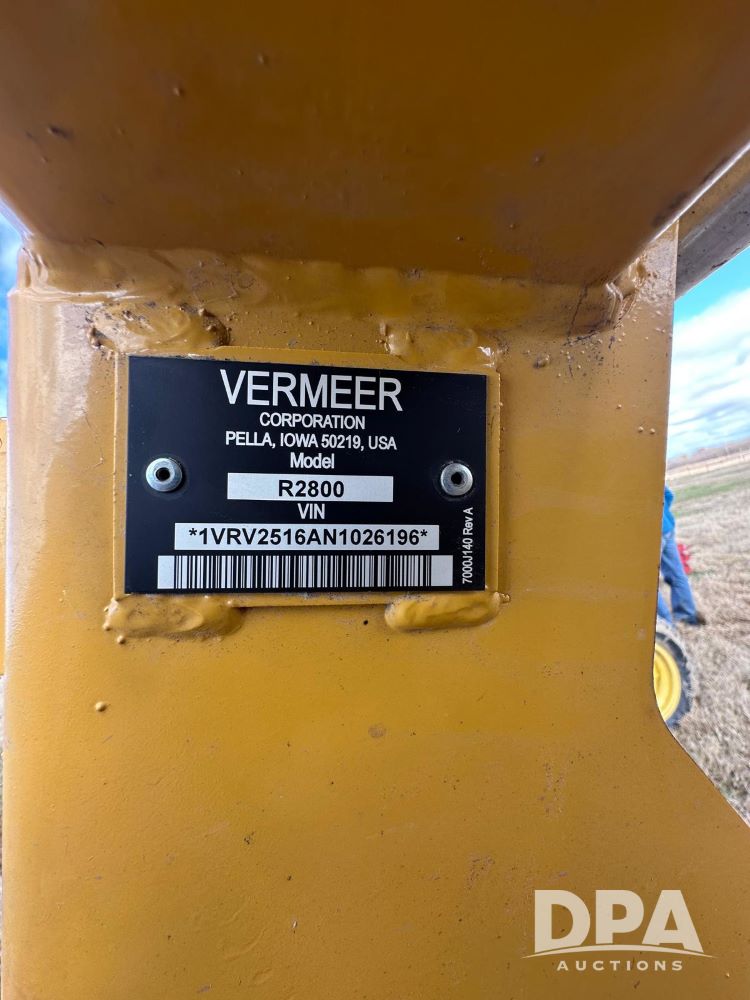 VERMEER
CORPORATION
PELLA, IOWA 50219, USA
Model
R2800
VIN
*1VRV2516AN1026196*
7000J140 Rev A
DPA
AUCTIONS